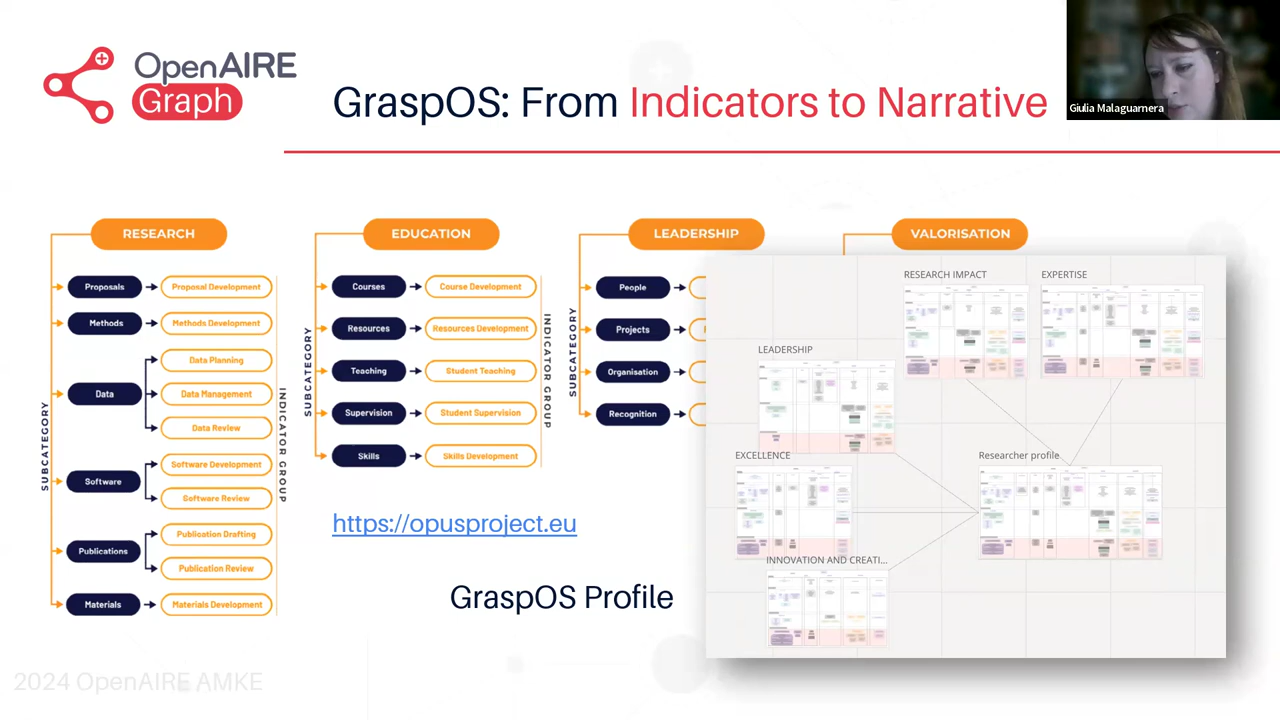 OpenAIRE
Graph
GraspOS: From Indicators to Narrative
Giulia Malaguarnera
RESEARCH
EDUCATION
LEADERSHIP
VALORISATION
SUBCATEGORY
Proposals
Proposal Development
Methods
Methods Development
Data
Data Planning
Data Management
Data Review
Software
Software Development
Software Review
Publications
Publication Drafting
Publication Review
Materials
Materials Development
INDICATOR GROUP
SUBCATEGORY
Courses
Course Development
Resources
Resources Development
Teaching
Student Teaching
Supervision
Student Supervision
Skills
Skills Development
INDICATOR GROUP
SUBCATEGORY
People
Projects
Organisation
Recognition
RESEARCH IMPACT
EXPERTISE
LEADERSHIP
EXCELLENCE
Researcher profile
INNOVATION AND CREATI...
https://opusproject.eu
GraspOS Profile
2024 OpenAIRE AMKE